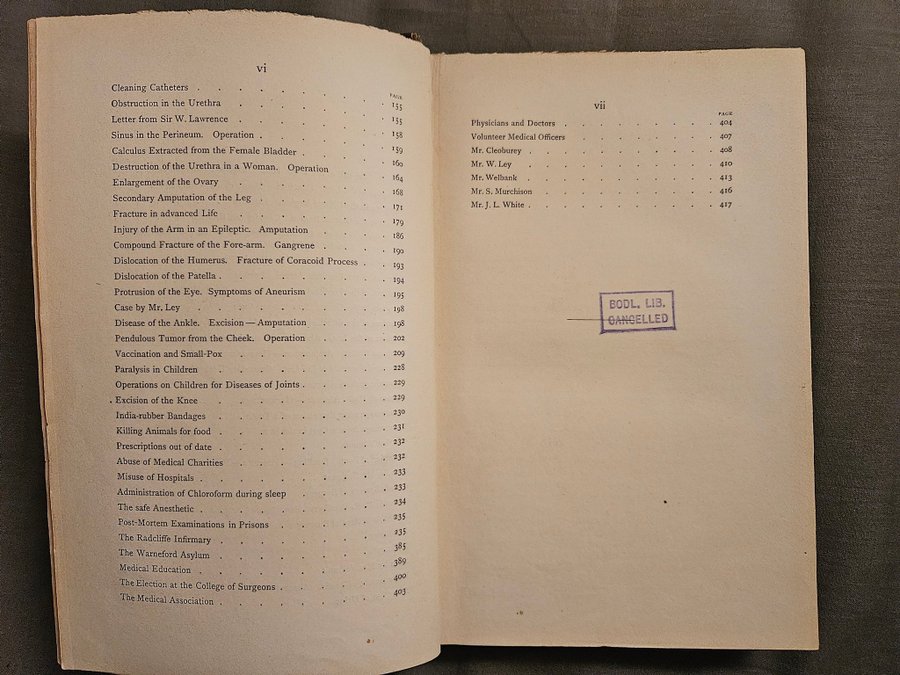 vi
PAGE
Cleaning Catheters . . . . . . . . . 155
Obstruction in the Urethra . . . . . . . 155
Letter from Sir W. Lawrence . . . . . . . 158
Sinus in the Perineum. Operation . . . . . . 159
Calculus Extracted from the Female Bladder . . . . . 160
Destruction of the Urethra in a Woman. Operation . . . 164
Enlargement of the Ovary . . . . . . . 168
Secondary Amputation of the Leg . . . . . . 171
Fracture in advanced Life . . . . . . . 179
Injury of the Arm in an Epileptic. Amputation . . . . 186
Compound Fracture of the Fore-arm. Gangrene . . . . 190
Dislocation of the Humerus. Fracture of Coracoid Process . . 193
Dislocation of the Patella . . . . . . . . 194
Protrusion of the Eye. Symptoms of Aneurism . . . . 195
Case by Mr. Ley . . . . . . . . . 198
Disease of the Ankle. Excision—Amputation . . . . 198
Pendulous Tumor from the Cheek. Operation . . . . 202
Vaccination and Small-Pox . . . . . . . 209
Paralysis in Children . . . . . . . . 228
Operations on Children for Diseases of Joints . . . . . 229
Excision of the Knee . . . . . . . . 229
India-rubber Bandages . . . . . . . . 230
Killing Animals for food . . . . . . . . 231
Prescriptions out of date . . . . . . . . 232
Abuse of Medical Charities . . . . . . . 232
Misuse of Hospitals . . . . . . . . . 233
Administration of Chloroform during sleep . . . . . 233
The safe Anesthetic . . . . . . . . . 234
Post-Mortem Examinations in Prisons . . . . . 235
The Radcliffe Infirmary . . . . . . . . 235
The Warneford Asylum . . . . . . . . 385
Medical Education . . . . . . . . . 389
The Election at the College of Surgeons . . . . . 400
The Medical Association . . . . . . . . 403
vii
PAGE
Physicians and Doctors . . . . . . . . 404
Volunteer Medical Officers . . . . . . . 407
Mr. Cleoburey . . . . . . . . . 408
Mr. W. Ley . . . . . . . . . 410
Mr. Welbank . . . . . . . . . 413
Mr. S. Murchison . . . . . . . . . 416
Mr. J. L. White . . . . . . . . . 417
BODL. LIB.
CANCELLED